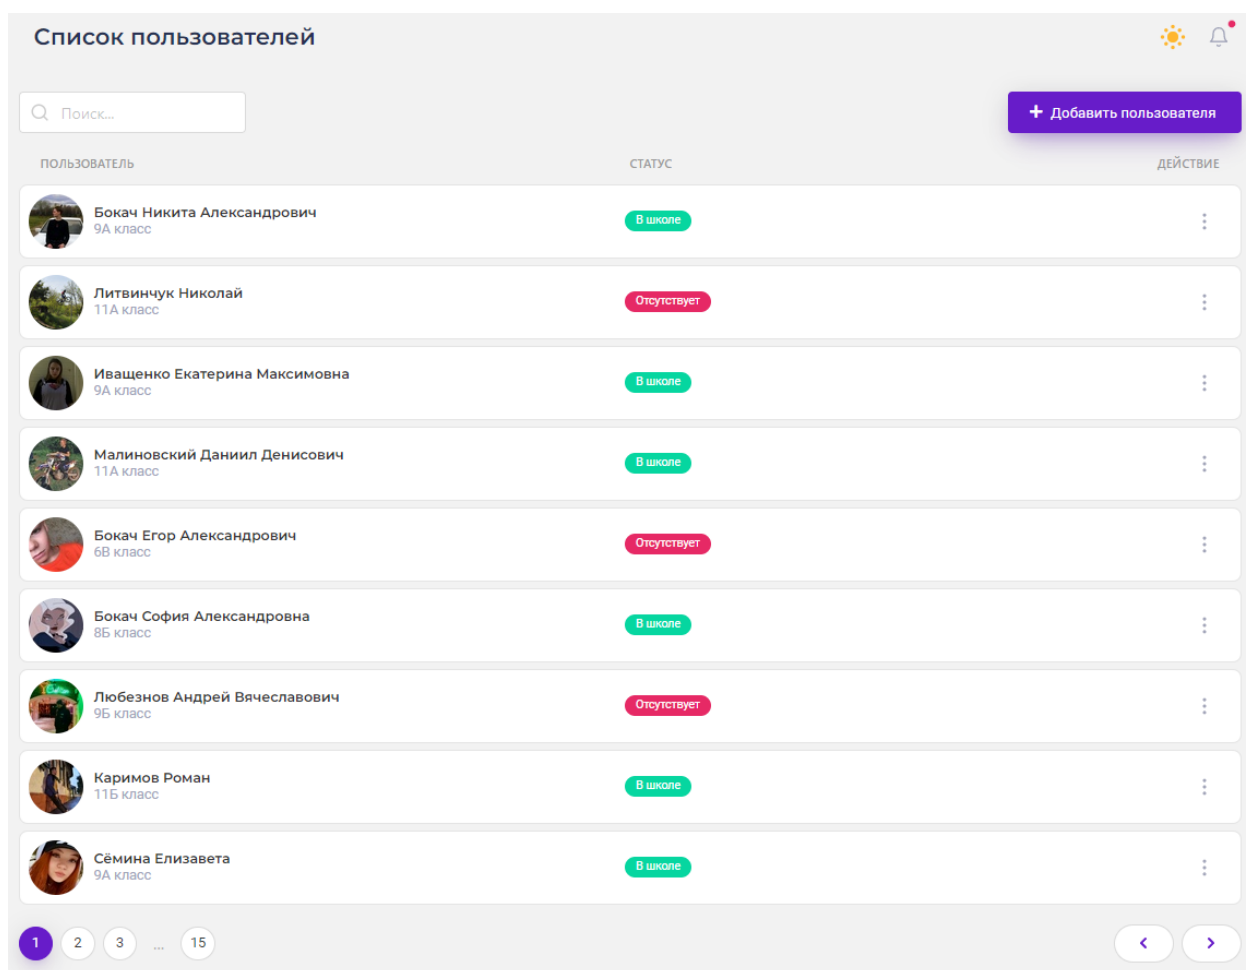 Список пользователей
Поиск...
+ Добавить пользователя
ПОЛЬЗОВАТЕЛЬ СТАТУС ДЕЙСТВИЕ
Бокач Никита Александрович
9А класс
В школе
Литвинчук Николай
11А класс
Отсутствует
Иващенко Екатерина Максимовна
9А класс
В школе
Малиновский Даниил Денисович
11А класс
В школе
Бокач Егор Александрович
6В класс
Отсутствует
Бокач София Александровна
8Б класс
В школе
Любезнов Андрей Вячеславович
9Б класс
Отсутствует
Каримов Роман
11Б класс
В школе
Сёмина Елизавета
9А класс
В школе
1 2 3 ... 15